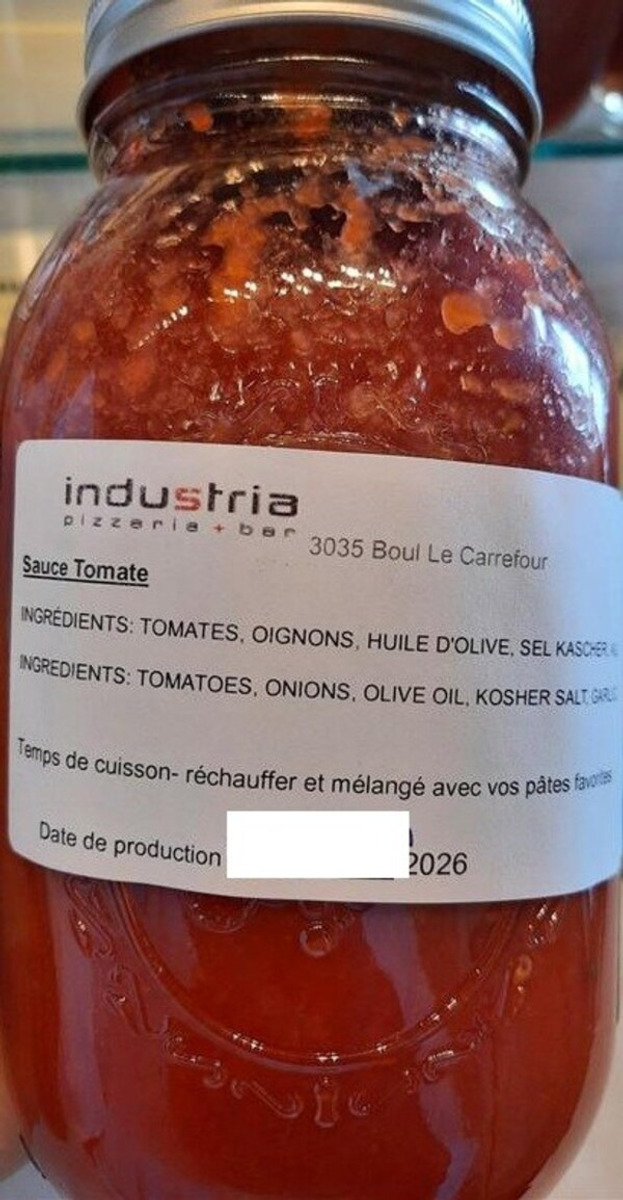 industria
pizzeria + bar
3035 Boul Le Carrefour
Sauce Tomate
INGRÉDIENTS: TOMATES, OIGNONS, HUILE D'OLIVE, SEL KASCHER,
INGREDIENTS: TOMATOES, ONIONS, OLIVE OIL, KOSHER SALT,
Temps de cuisson- réchauffer et mélangé avec vos pâtes favorites
Date de production 2026